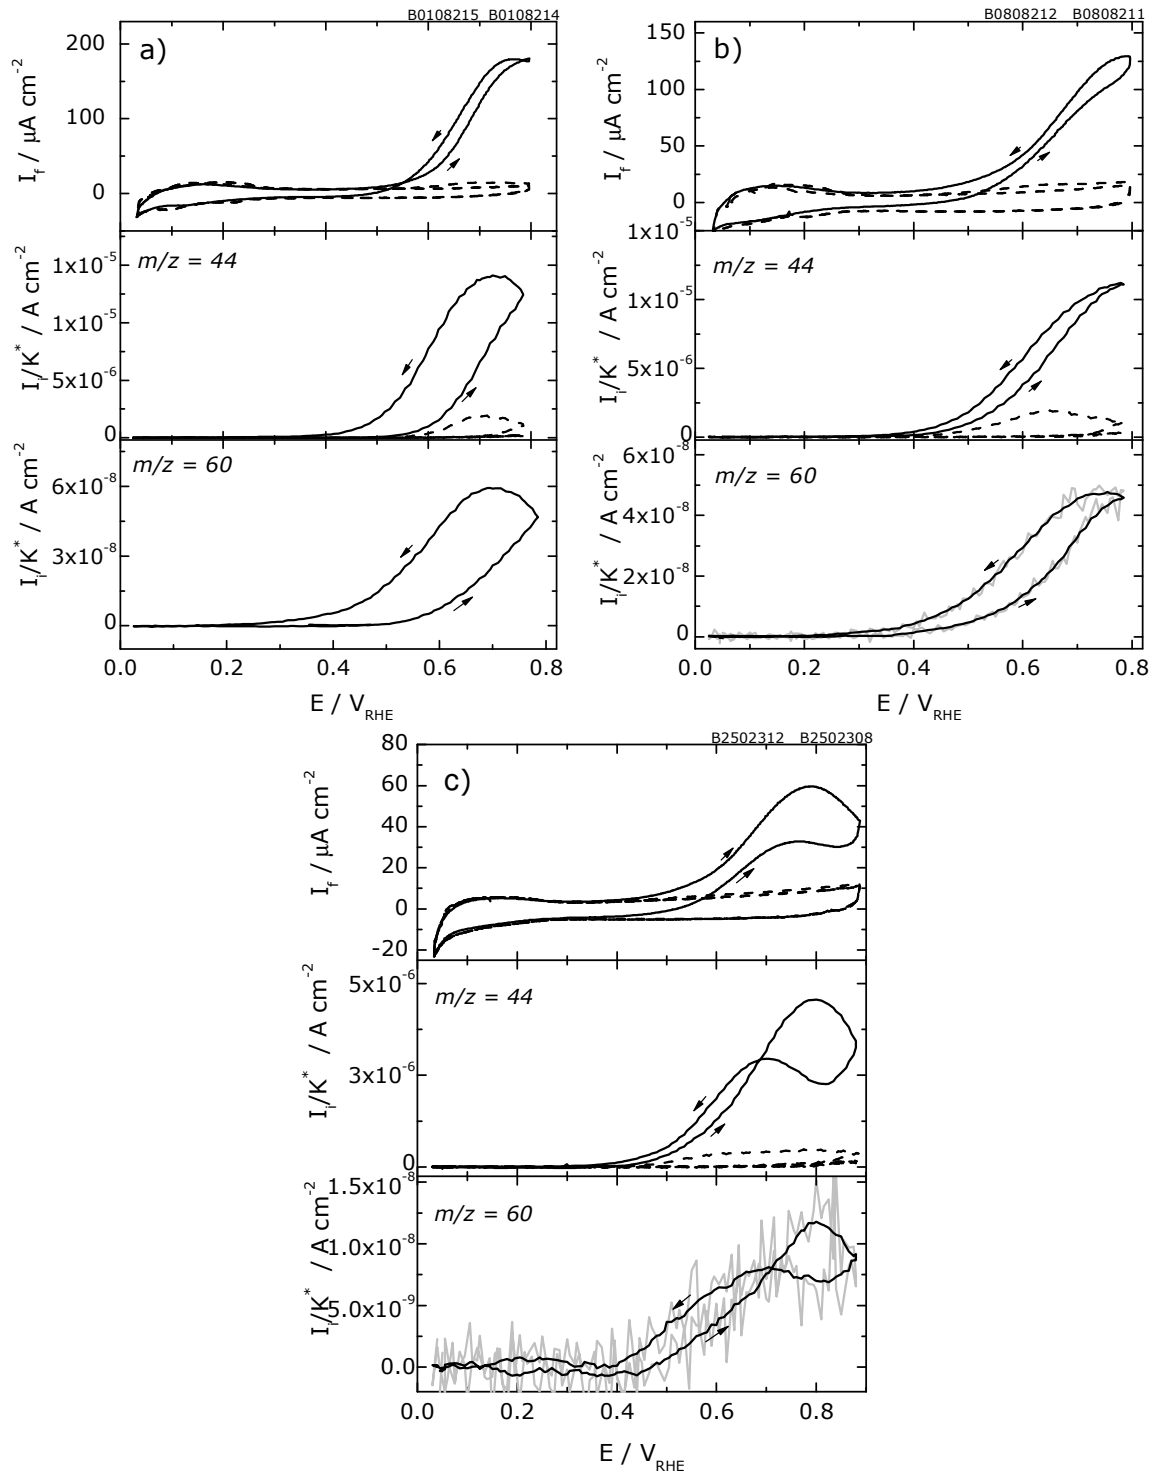 B0108215 B0108214
a)
I_f / μA cm^-2
200
100
0
m/z = 44
I_i/K^* / A cm^-2
1x10^-5
1x10^-5
5x10^-6
0
m/z = 60
I_i/K^* / A cm^-2
6x10^-8
3x10^-8
0
0.0 0.2 0.4 0.6 0.8
E / V_RHE
B0808212 B0808211
b)
I_f / μA cm^-2
150
100
50
0
m/z = 44
I_i/K^* / A cm^-2
1x10^-5
1x10^-5
5x10^-6
0
m/z = 60
I_i/K^* / A cm^-2
6x10^-8
4x10^-8
2x10^-8
0
0.0 0.2 0.4 0.6 0.8
E / V_RHE
B2502312 B2502308
c)
I_f / μA cm^-2
80
60
40
20
0
-20
m/z = 44
I_i/K^* / A cm^-2
5x10^-6
3x10^-6
0
m/z = 60
I_i/K^* / A cm^-2
1.5x10^-8
1.0x10^-8
5.0x10^-9
0.0
0.0 0.2 0.4 0.6 0.8
E / V_RHE